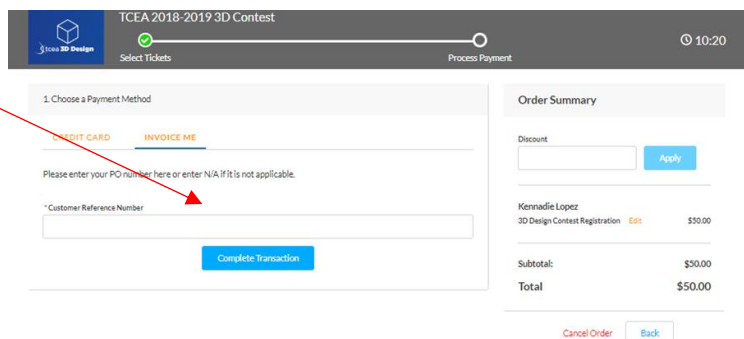 TCEA 2018-2019 3D Contest
tcea 3D Design
Select Tickets
Process Payment
10:20
1. Choose a Payment Method
CREDIT CARD
INVOICE ME
Please enter your PO number here or enter N/A if it is not applicable.
* Customer Reference Number
Complete Transaction
Order Summary
Discount
Apply
Kennadie Lopez
3D Design Contest Registration Edit $50.00
Subtotal: $50.00
Total $50.00
Cancel Order Back